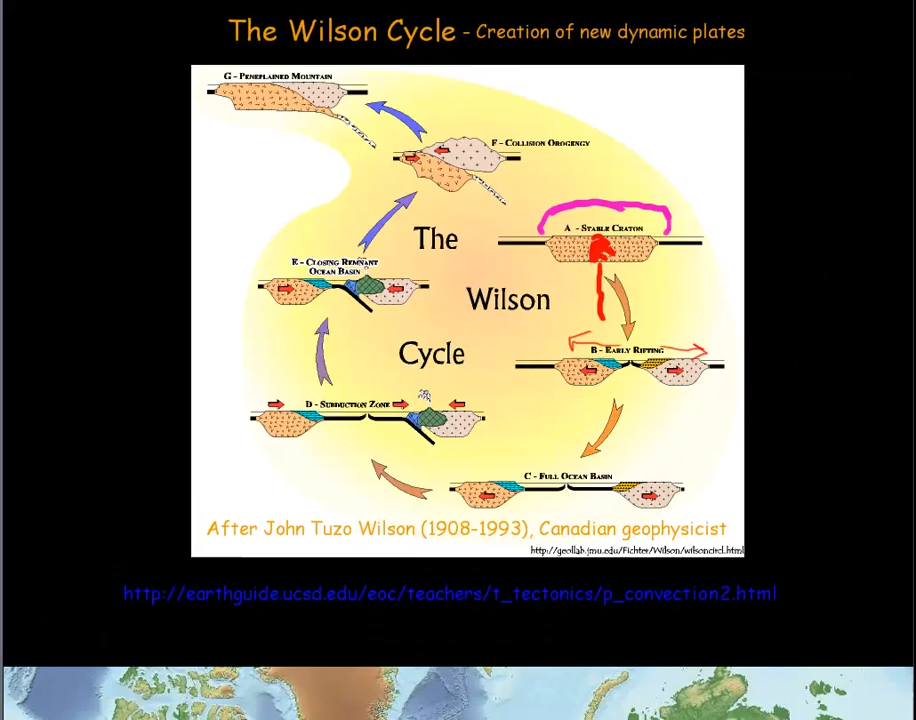 The Wilson Cycle - Creation of new dynamic plates
G - Peneplained Mountain
F - Collision Orogengy
A - Stable Craton
The
E - Closing Remnant
Ocean Basin
Wilson
B - Early Rifting
Cycle
D - Subduction Zone
C - Full Ocean Basin
After John Tuzo Wilson (1908-1993), Canadian geophysicist
http://geollab.jmu.edu/Fichter/Wilson/wilsoncircl.html
http://earthguide.ucsd.edu/eoc/teachers/t_tectonics/p_convection2.html